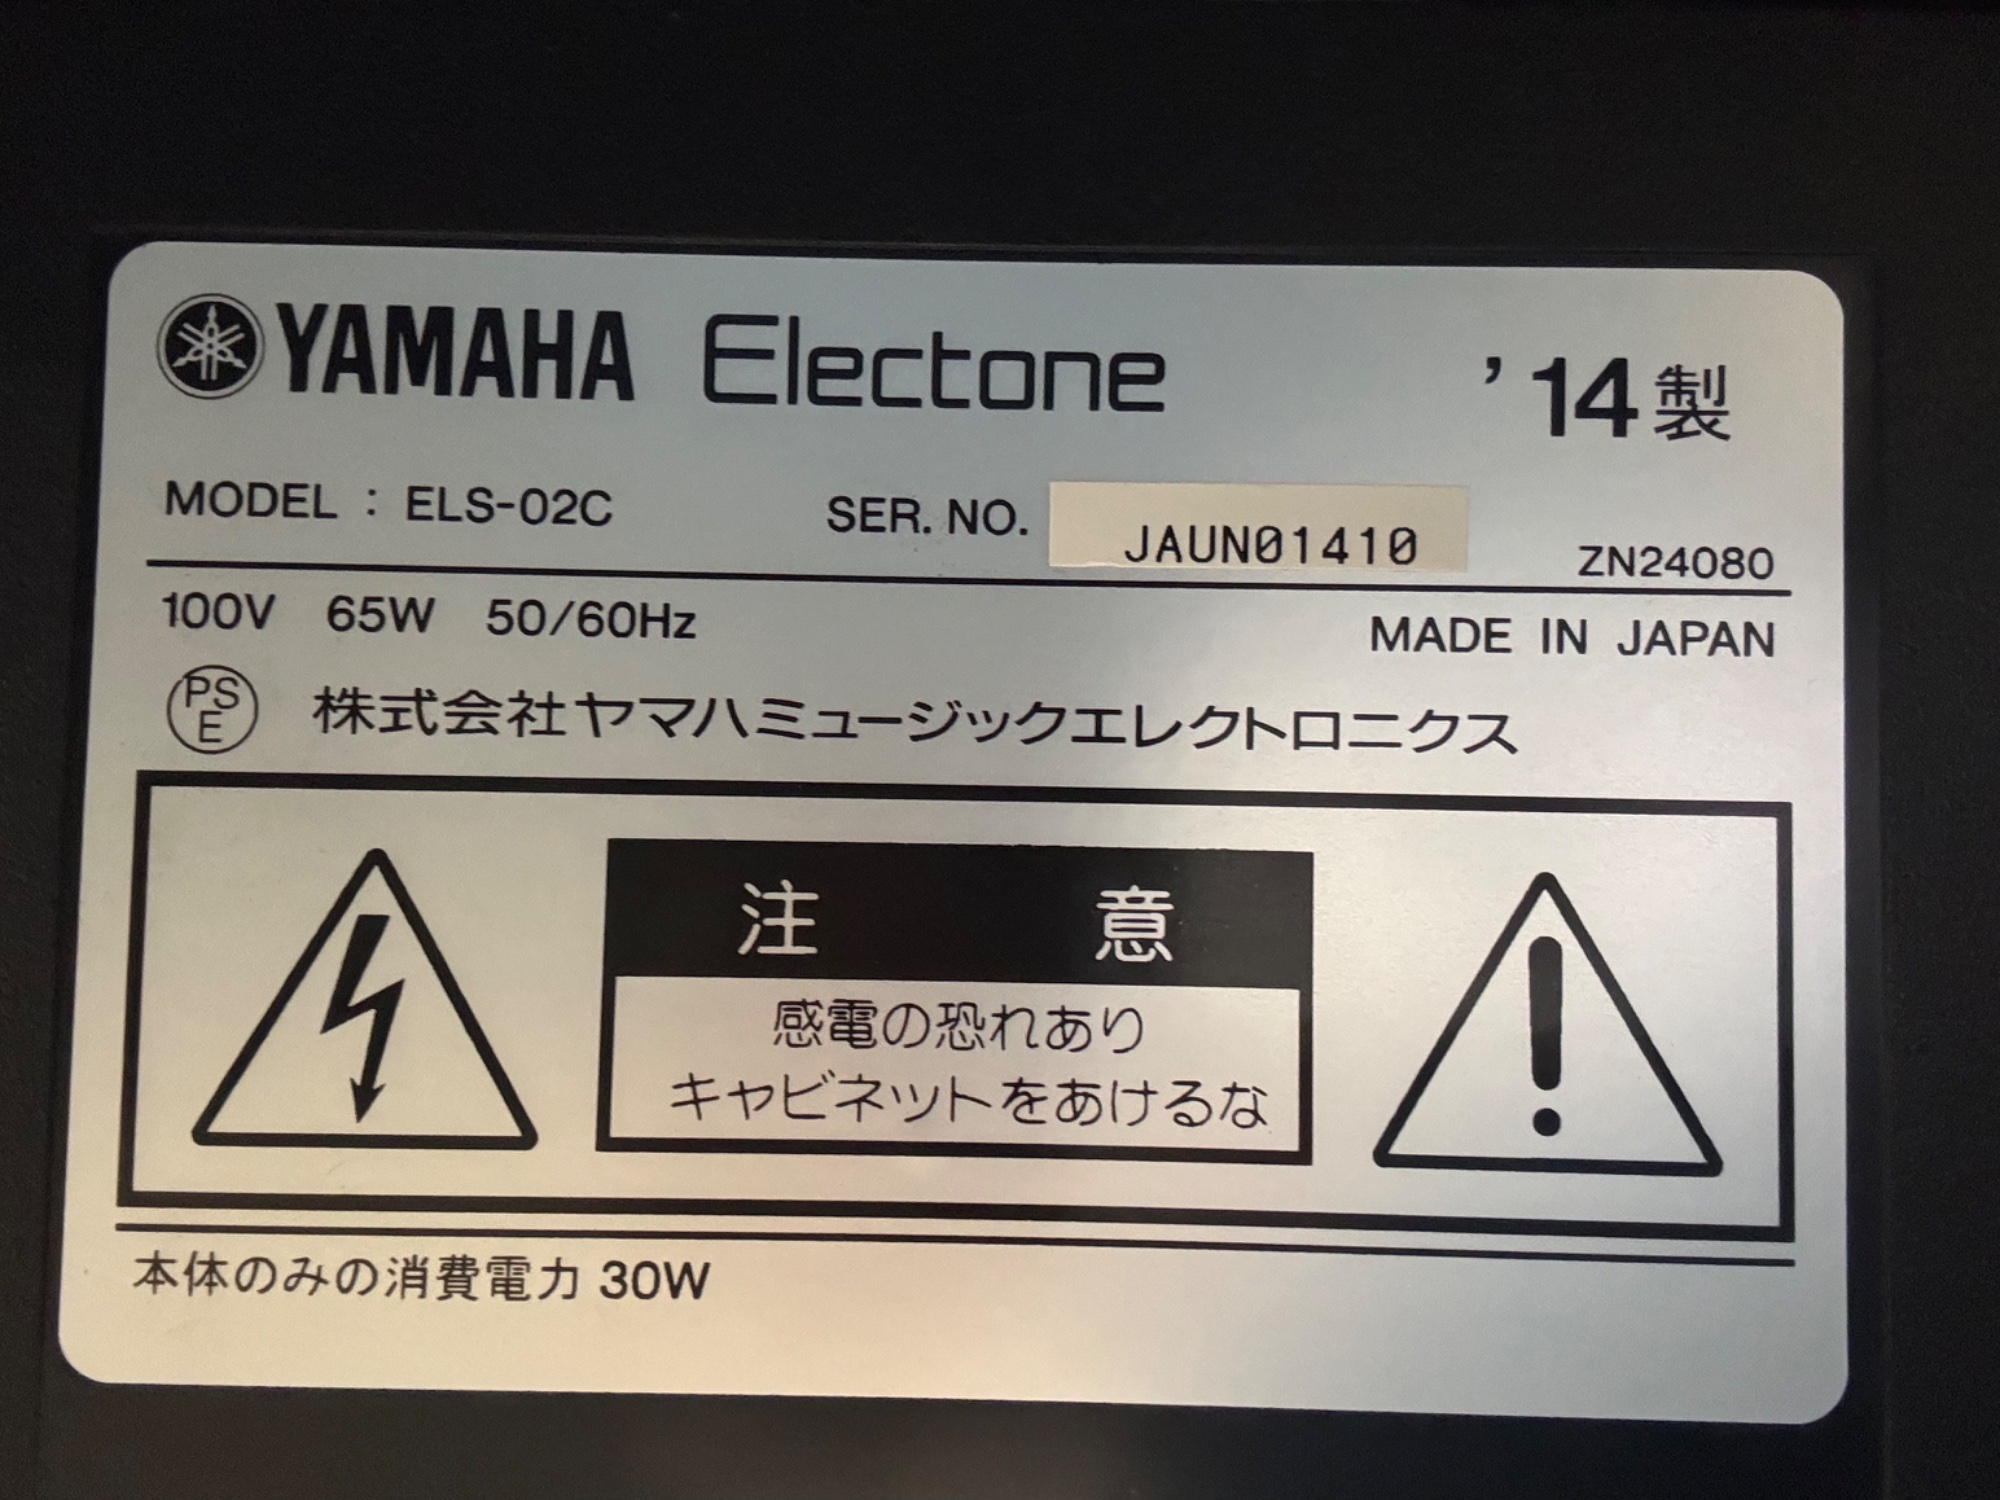 YAMAHA Electone ’14製
MODEL : ELS-02C SER. NO. JAUN01410 ZN24080
100V 65W 50/60Hz MADE IN JAPAN
PS
E
株式会社ヤマハミュージックエレクトロニクス
注意
感電の恐れあり
キャビネットをあけるな
本体のみの消費電力 30W